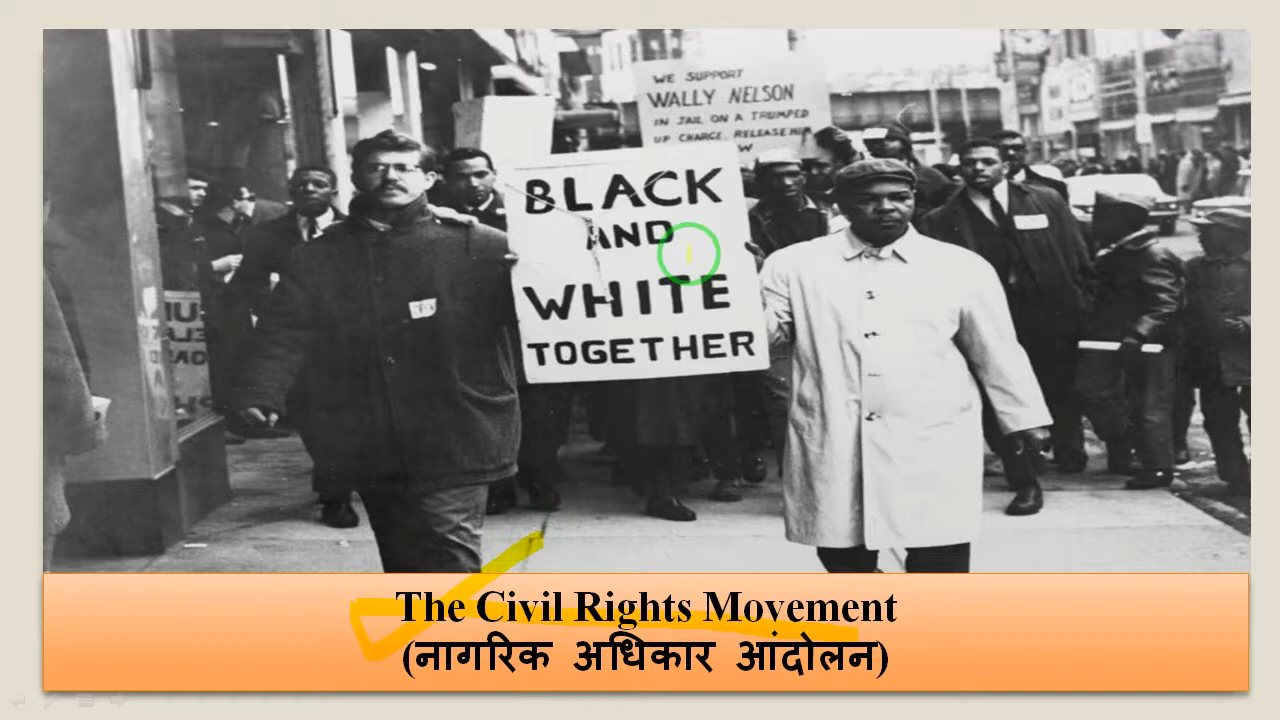 WE SUPPORT
WALLY NELSON
IN JAIL ON A TRUMPED
UP CHARGE. RELEASE HIM
BLACK
AND
WHITE
TOGETHER
The Civil Rights Movement
(नागरिक अधिकार आंदोलन)